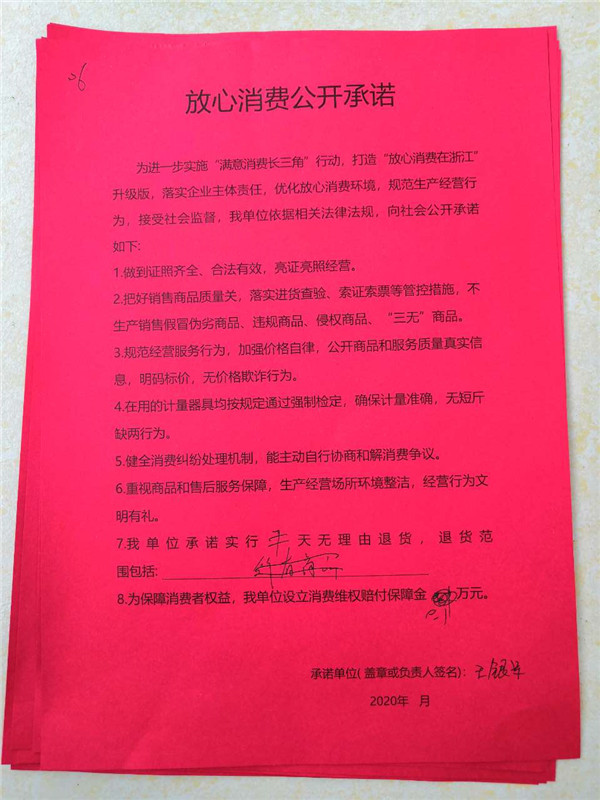 06
放心消费公开承诺
为进一步实施“满意消费长三角”行动，打造“放心消费在浙江”
升级版，落实企业主体责任，优化放心消费环境，规范生产经营行
为，接受社会监督，我单位依据相关法律法规，向社会公开承诺
如下:
1.做到证照齐全、合法有效，亮证亮照经营。
2.把好销售商品质量关，落实进货查验、索证索票等管控措施，不
生产销售假冒伪劣商品、违规商品、侵权商品、“三无”商品。
3.规范经营服务行为，加强价格自律，公开商品和服务质量真实信
息，明码标价，无价格欺诈行为。
4.在用的计量器具均按规定通过强制检定，确保计量准确，无短斤
缺两行为。
5.健全消费纠纷处理机制，能主动自行协商和解消费争议。
6.重视商品和售后服务保障，生产经营场所环境整洁，经营行为文
明有礼。
7.我单位承诺实行 天无理由退货，退货范
围包括: 所有商品
8.为保障消费者权益，我单位设立消费维权赔付保障金 万元。
承诺单位( 盖章或负责人签名): 王银
2020年 月